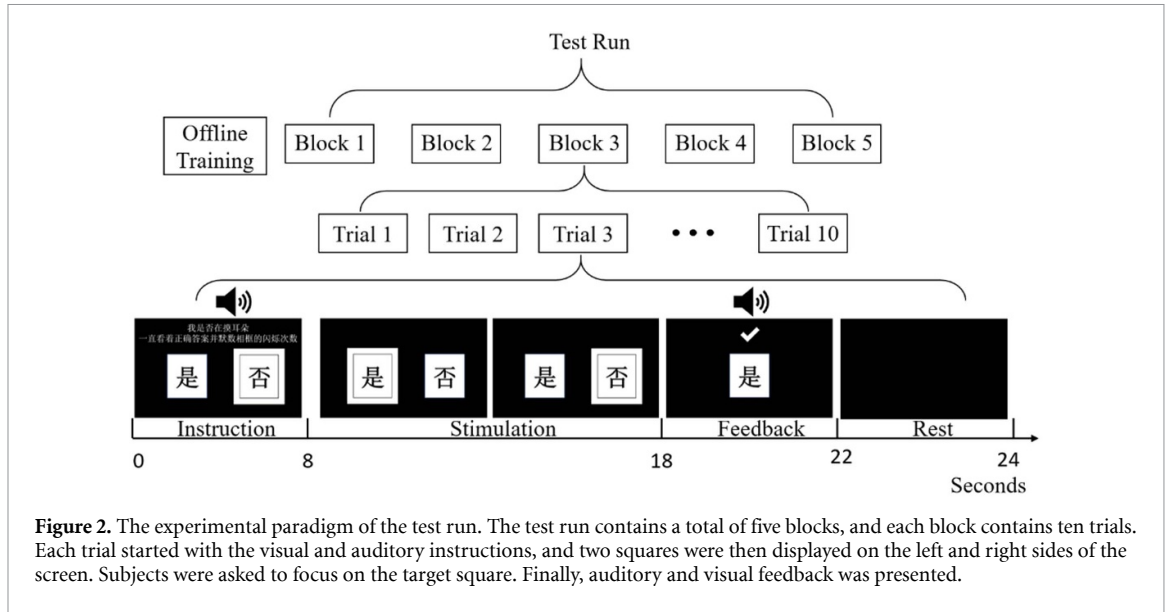 Test Run
Offline
Training
Block 1
Block 2
Block 3
Block 4
Block 5
Trial 1
Trial 2
Trial 3
• • •
Trial 10
我是否在摸耳朵
一直看着正确答案并默数相框的闪烁次数
是
否
是
否
是
否
是
Instruction
Stimulation
Feedback
Rest
0
8
18
22
24
Seconds
Figure 2. The experimental paradigm of the test run. The test run contains a total of five blocks, and each block contains ten trials.
Each trial started with the visual and auditory instructions, and two squares were then displayed on the left and right sides of the
screen. Subjects were asked to focus on the target square. Finally, auditory and visual feedback was presented.